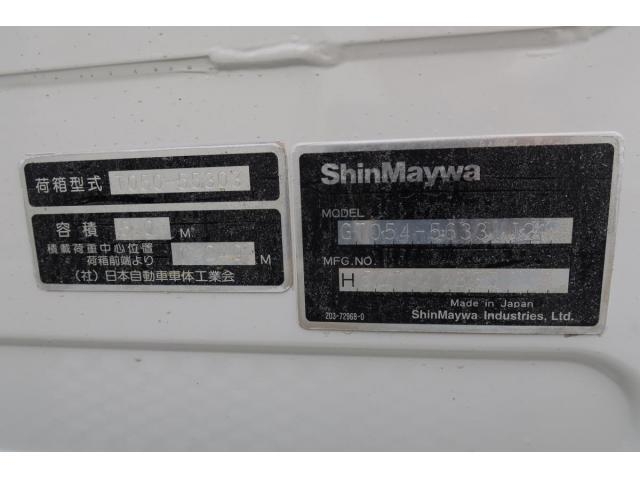 荷箱型式
容積 M
積載荷重中心位置
荷箱前端より M
(社)日本自動車車体工業会
ShinMaywa
MODEL
MFG.NO.
H
Made in Japan
203-72968-0 ShinMaywa Industries, Ltd.